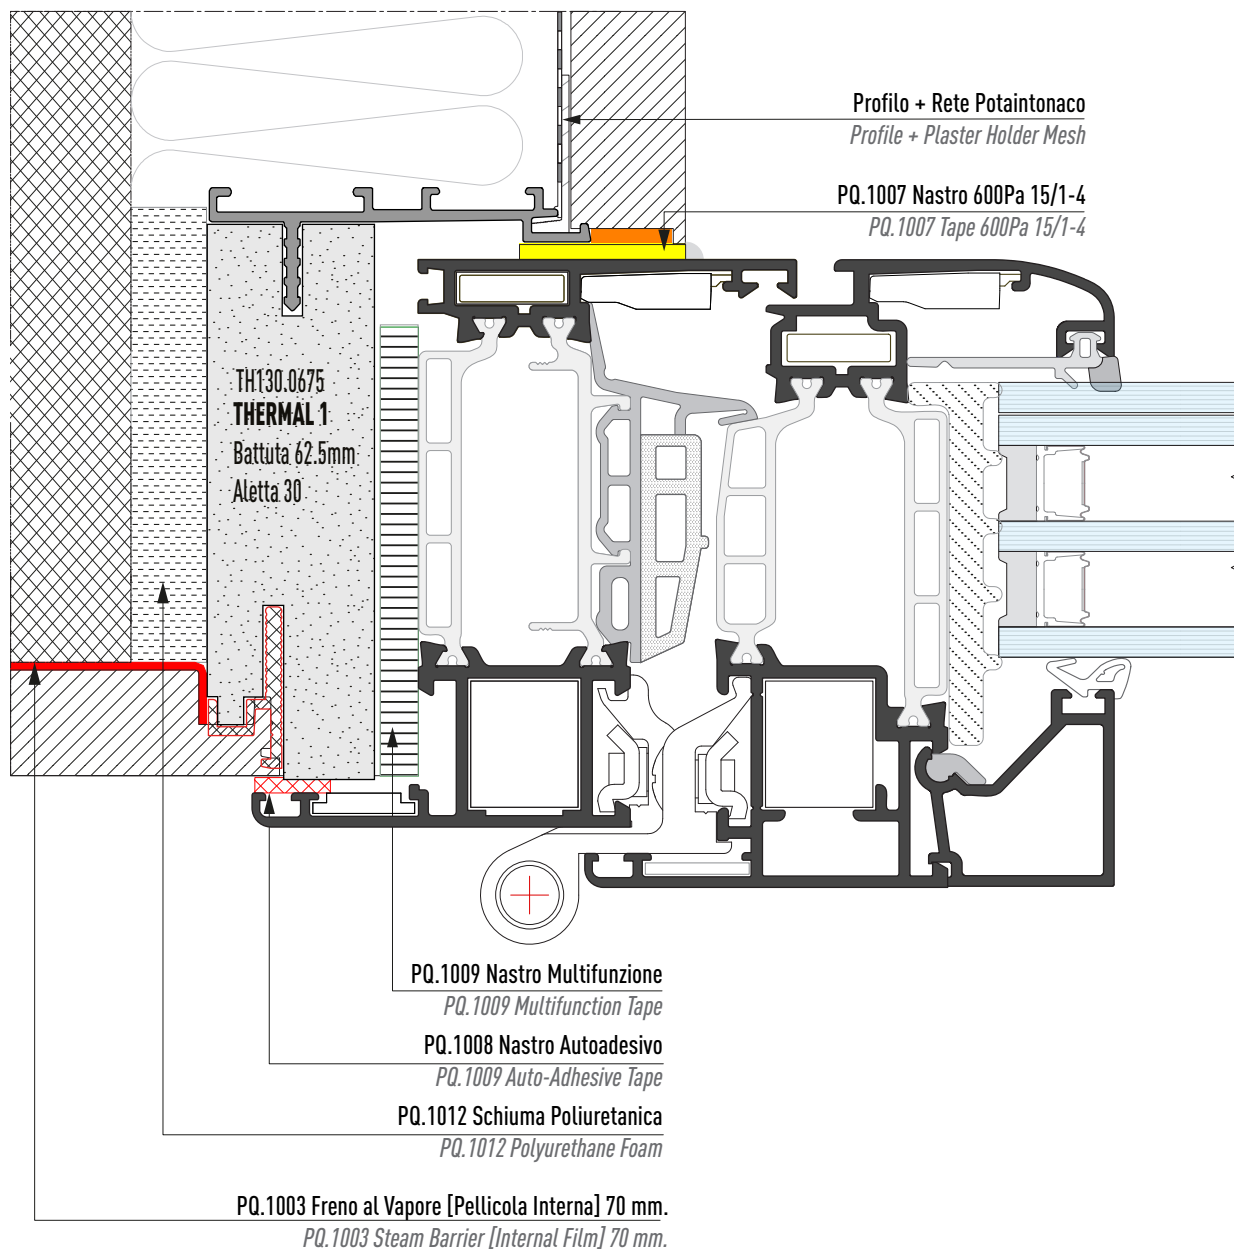 Profilo + Rete Potaintonaco
Profile + Plaster Holder Mesh
PQ.1007 Nastro 600Pa 15/1-4
PQ.1007 Tape 600Pa 15/1-4
TH130.0675
THERMAL 1
Battuta 62.5mm
Aletta 30
PQ.1009 Nastro Multifunzione
PQ.1009 Multifunction Tape
PQ.1008 Nastro Autoadesivo
PQ.1009 Auto-Adhesive Tape
PQ.1012 Schiuma Poliuretanica
PQ.1012 Polyurethane Foam
PQ.1003 Freno al Vapore [Pellicola Interna] 70 mm.
PQ.1003 Steam Barrier [Internal Film] 70 mm.